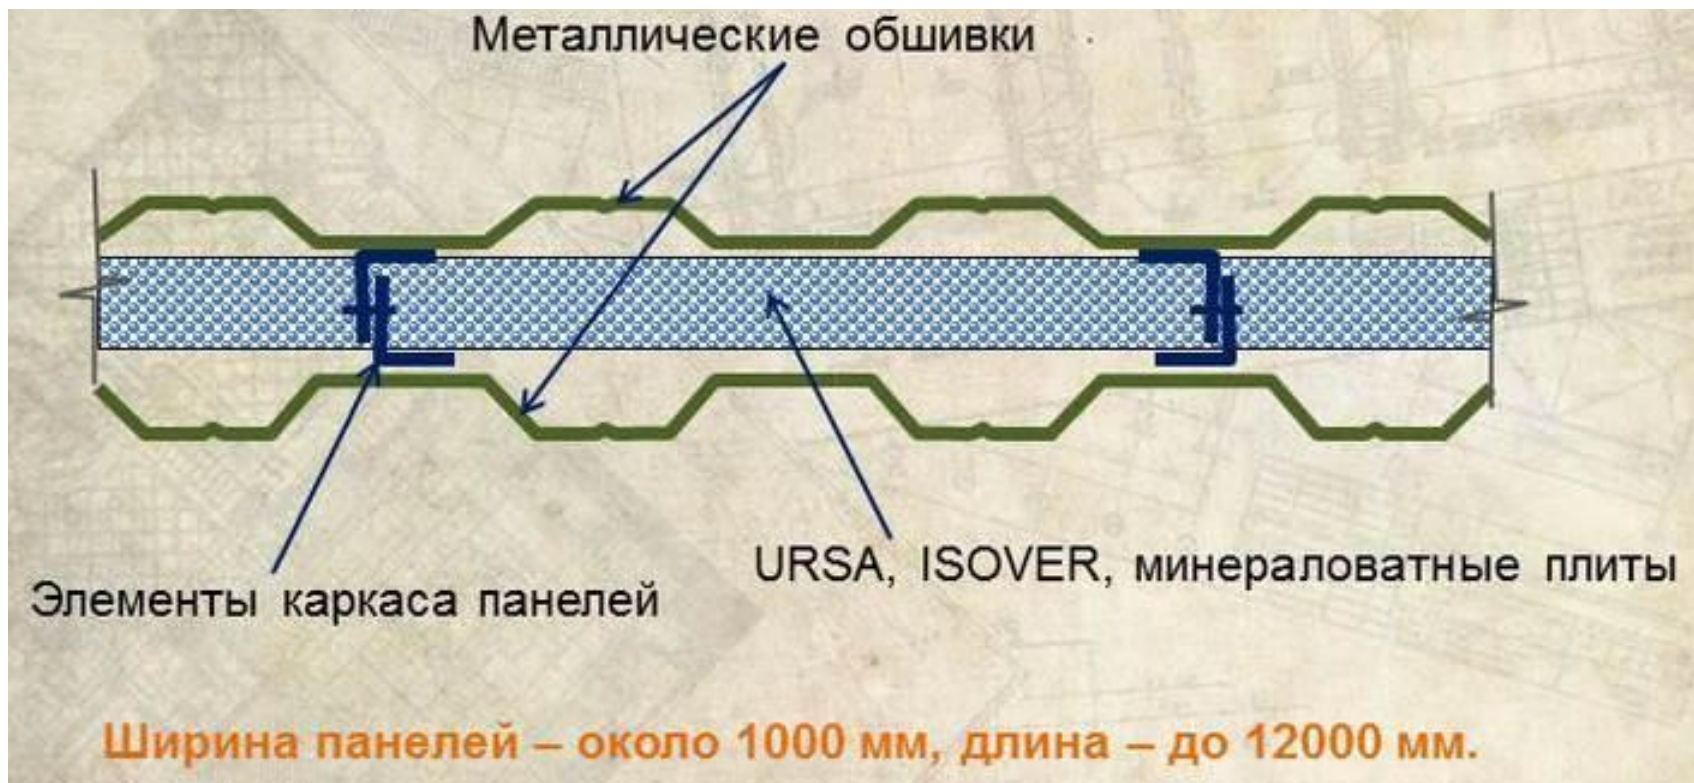 Металлические обшивки
URSA, ISOVER, минераловатные плиты
Элементы каркаса панелей
Ширина панелей – около 1000 мм, длина – до 12000 мм.